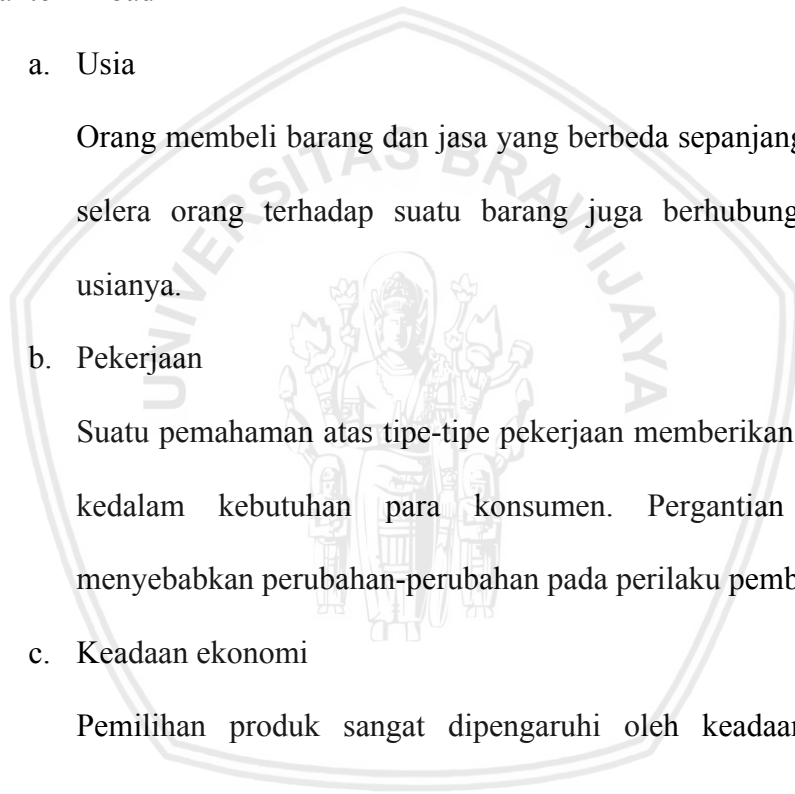 a. Usia
Orang membeli barang dan jasa yang berbeda sepanjang
selera orang terhadap suatu barang juga berhubung
usianya.
b. Pekerjaan
Suatu pemahaman atas tipe-tipe pekerjaan memberikan
kedalam kebutuhan para konsumen. Pergantian
menyebabkan perubahan-perubahan pada perilaku pemb
c. Keadaan ekonomi
Pemilihan produk sangat dipengaruhi oleh keadaan
UNIVERSITAS BRAWIJAYA